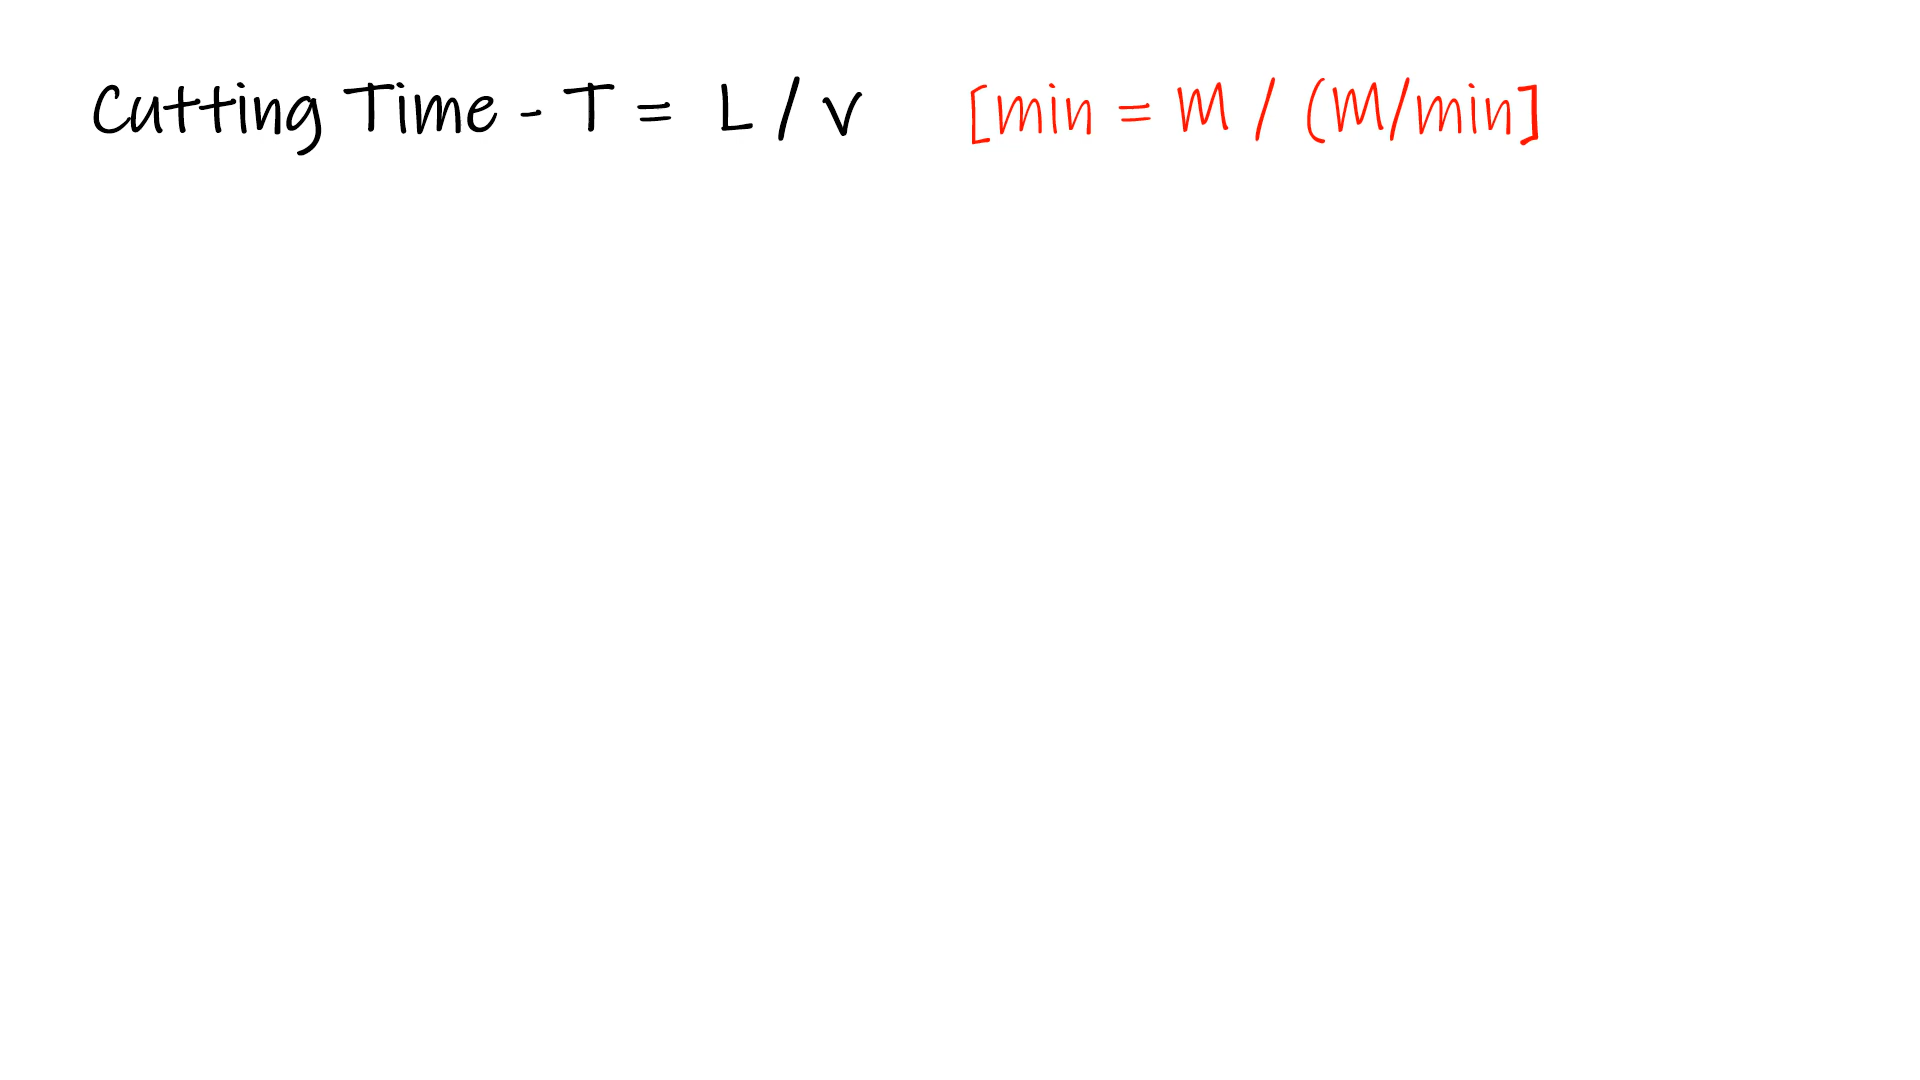 Cutting Time - T = L / v [min = M / (M/min]